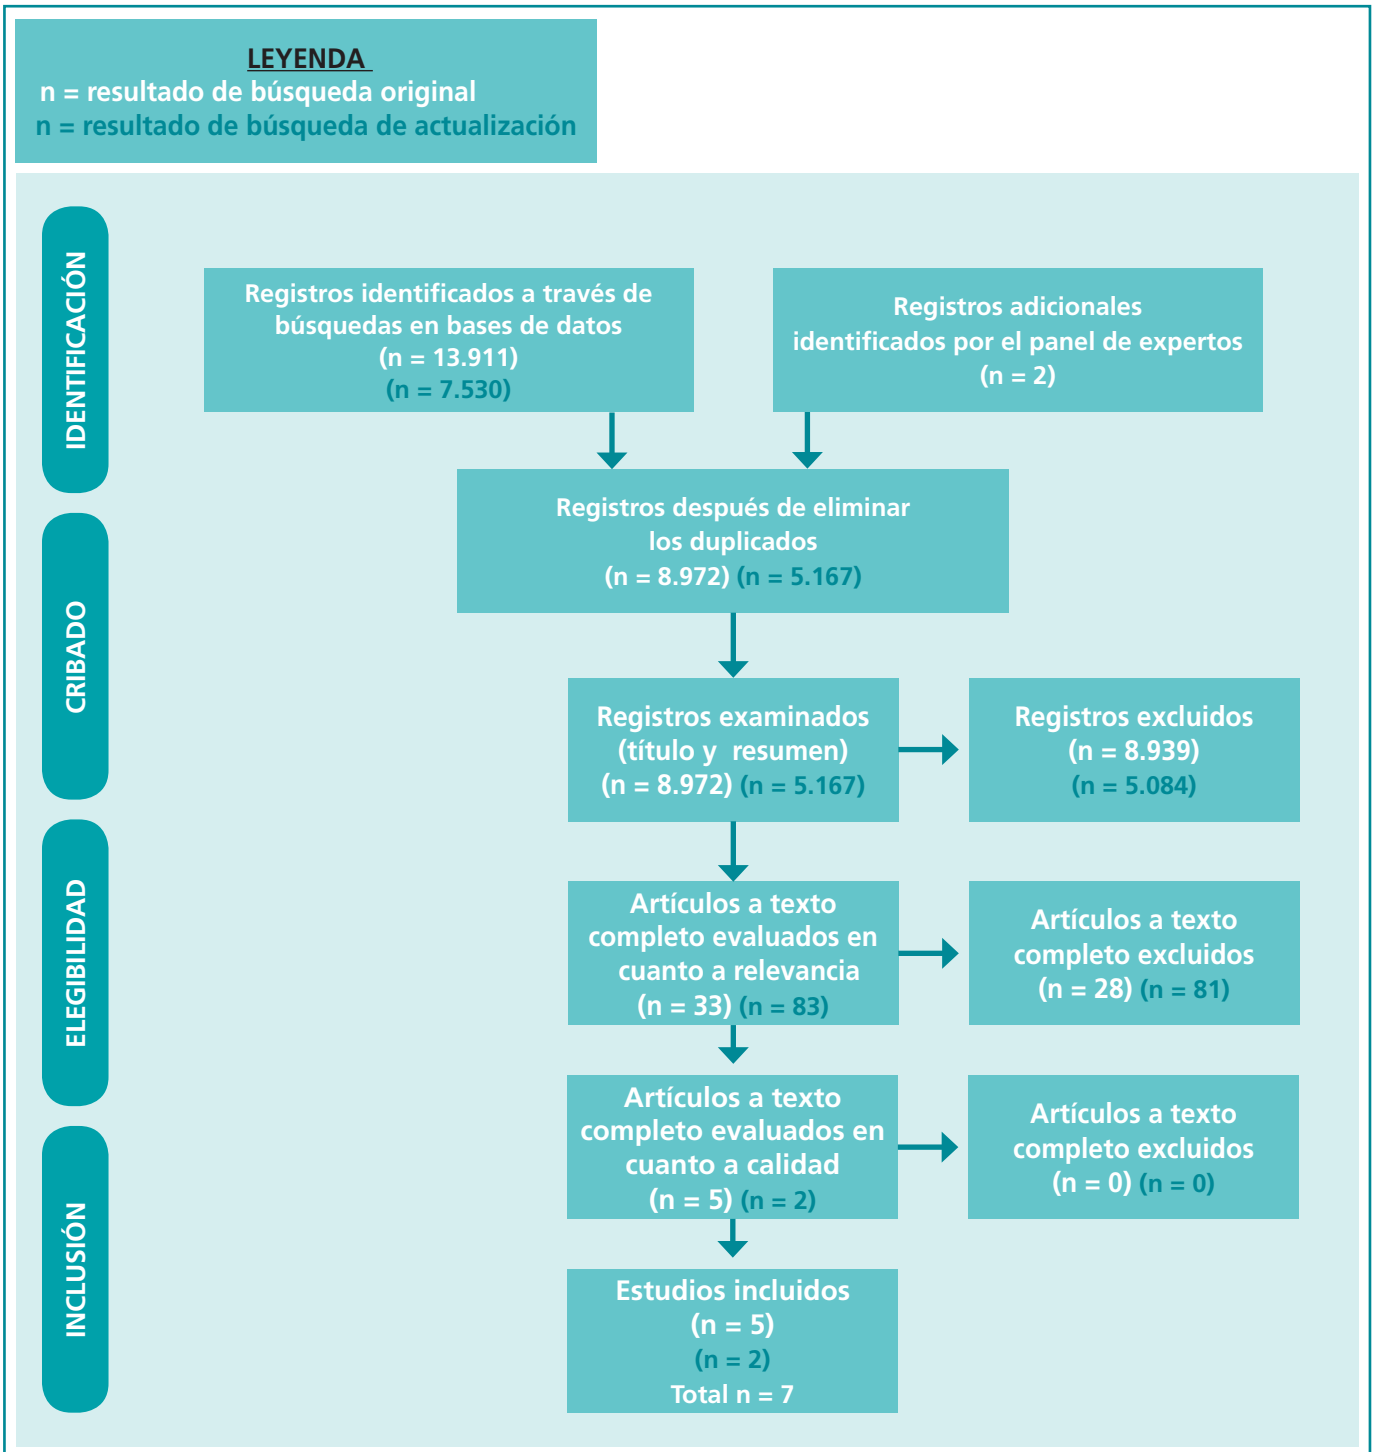 LEYENDA
n = resultado de búsqueda original
n = resultado de búsqueda de actualización
IDENTIFICACIÓN
Registros identificados a través de
búsquedas en bases de datos
(n = 13.911)
(n = 7.530)
Registros adicionales
identificados por el panel de expertos
(n = 2)
Registros después de eliminar
los duplicados
(n = 8.972) (n = 5.167)
CRIBADO
Registros examinados
(título y resumen)
(n = 8.972) (n = 5.167)
Registros excluidos
(n = 8.939)
(n = 5.084)
ELEGIBILIDAD
Artículos a texto
completo evaluados en
cuanto a relevancia
(n = 33) (n = 83)
Artículos a texto
completo excluidos
(n = 28) (n = 81)
Artículos a texto
completo evaluados en
cuanto a calidad
(n = 5) (n = 2)
Artículos a texto
completo excluidos
(n = 0) (n = 0)
INCLUSIÓN
Estudios incluidos
(n = 5)
(n = 2)
Total n = 7